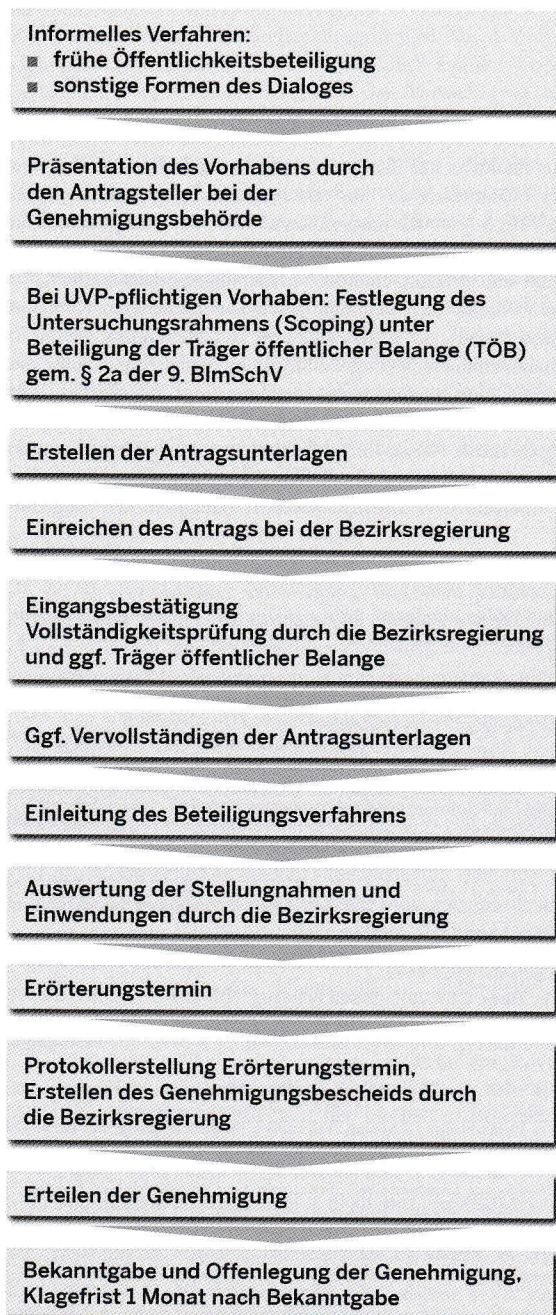 Informelles Verfahren:
▪ frühe Öffentlichkeitsbeteiligung
▪ sonstige Formen des Dialoges
Präsentation des Vorhabens durch
den Antragsteller bei der
Genehmigungsbehörde
Bei UVP-pflichtigen Vorhaben: Festlegung des
Untersuchungsrahmens (Scoping) unter
Beteiligung der Träger öffentlicher Belange (TÖB)
gem. § 2a der 9. BImSchV
Erstellen der Antragsunterlagen
Einreichen des Antrags bei der Bezirksregierung
Eingangsbestätigung
Vollständigkeitsprüfung durch die Bezirksregierung
und ggf. Träger öffentlicher Belange
Ggf. Vervollständigen der Antragsunterlagen
Einleitung des Beteiligungsverfahrens
Auswertung der Stellungnahmen und
Einwendungen durch die Bezirksregierung
Erörterungstermin
Protokollerstellung Erörterungstermin,
Erstellen des Genehmigungsbescheids durch
die Bezirksregierung
Erteilen der Genehmigung
Bekanntgabe und Offenlegung der Genehmigung,
Klagefrist 1 Monat nach Bekanntgabe